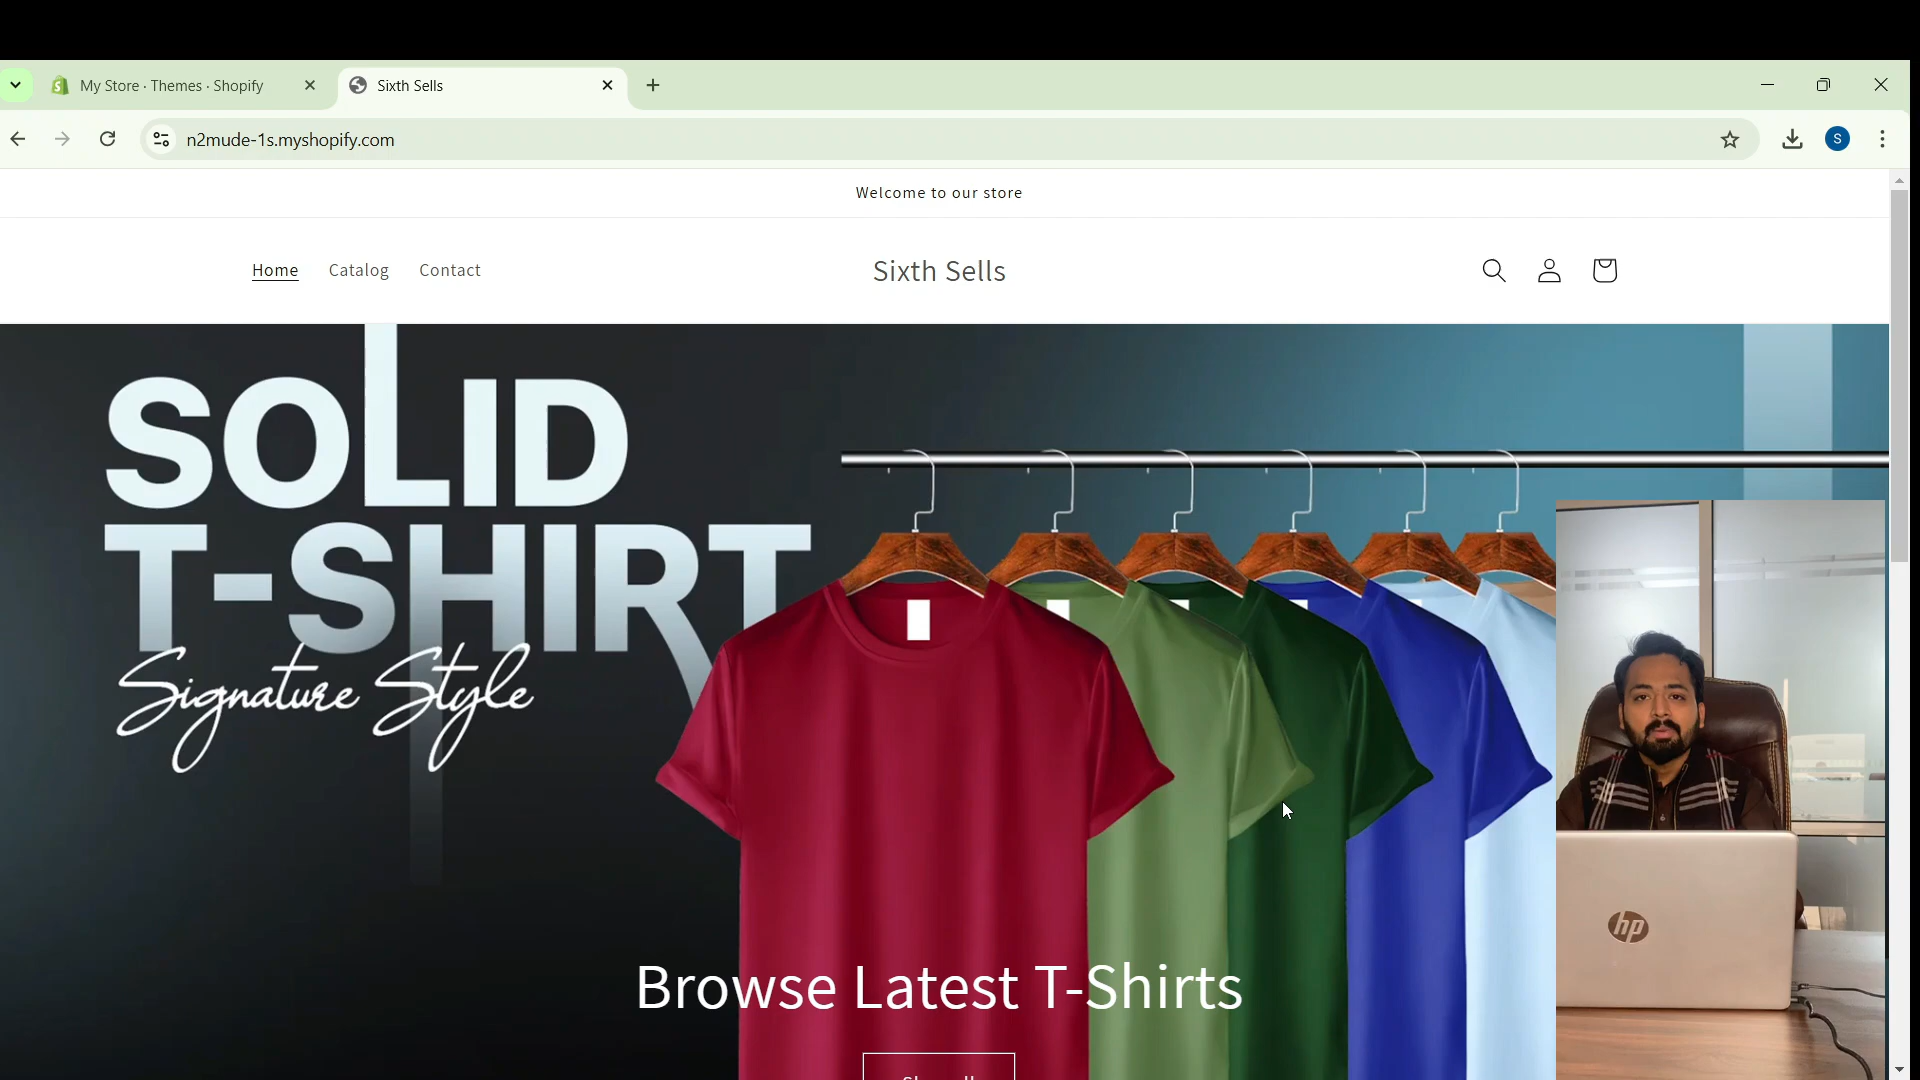 My Store · Themes · Shopify
Sixth Sells
n2mude-1s.myshopify.com
S
Welcome to our store
Home
Catalog
Contact
Sixth Sells
SOLID
T-SHIRT
Signature Style
hp
Browse Latest T-Shirts